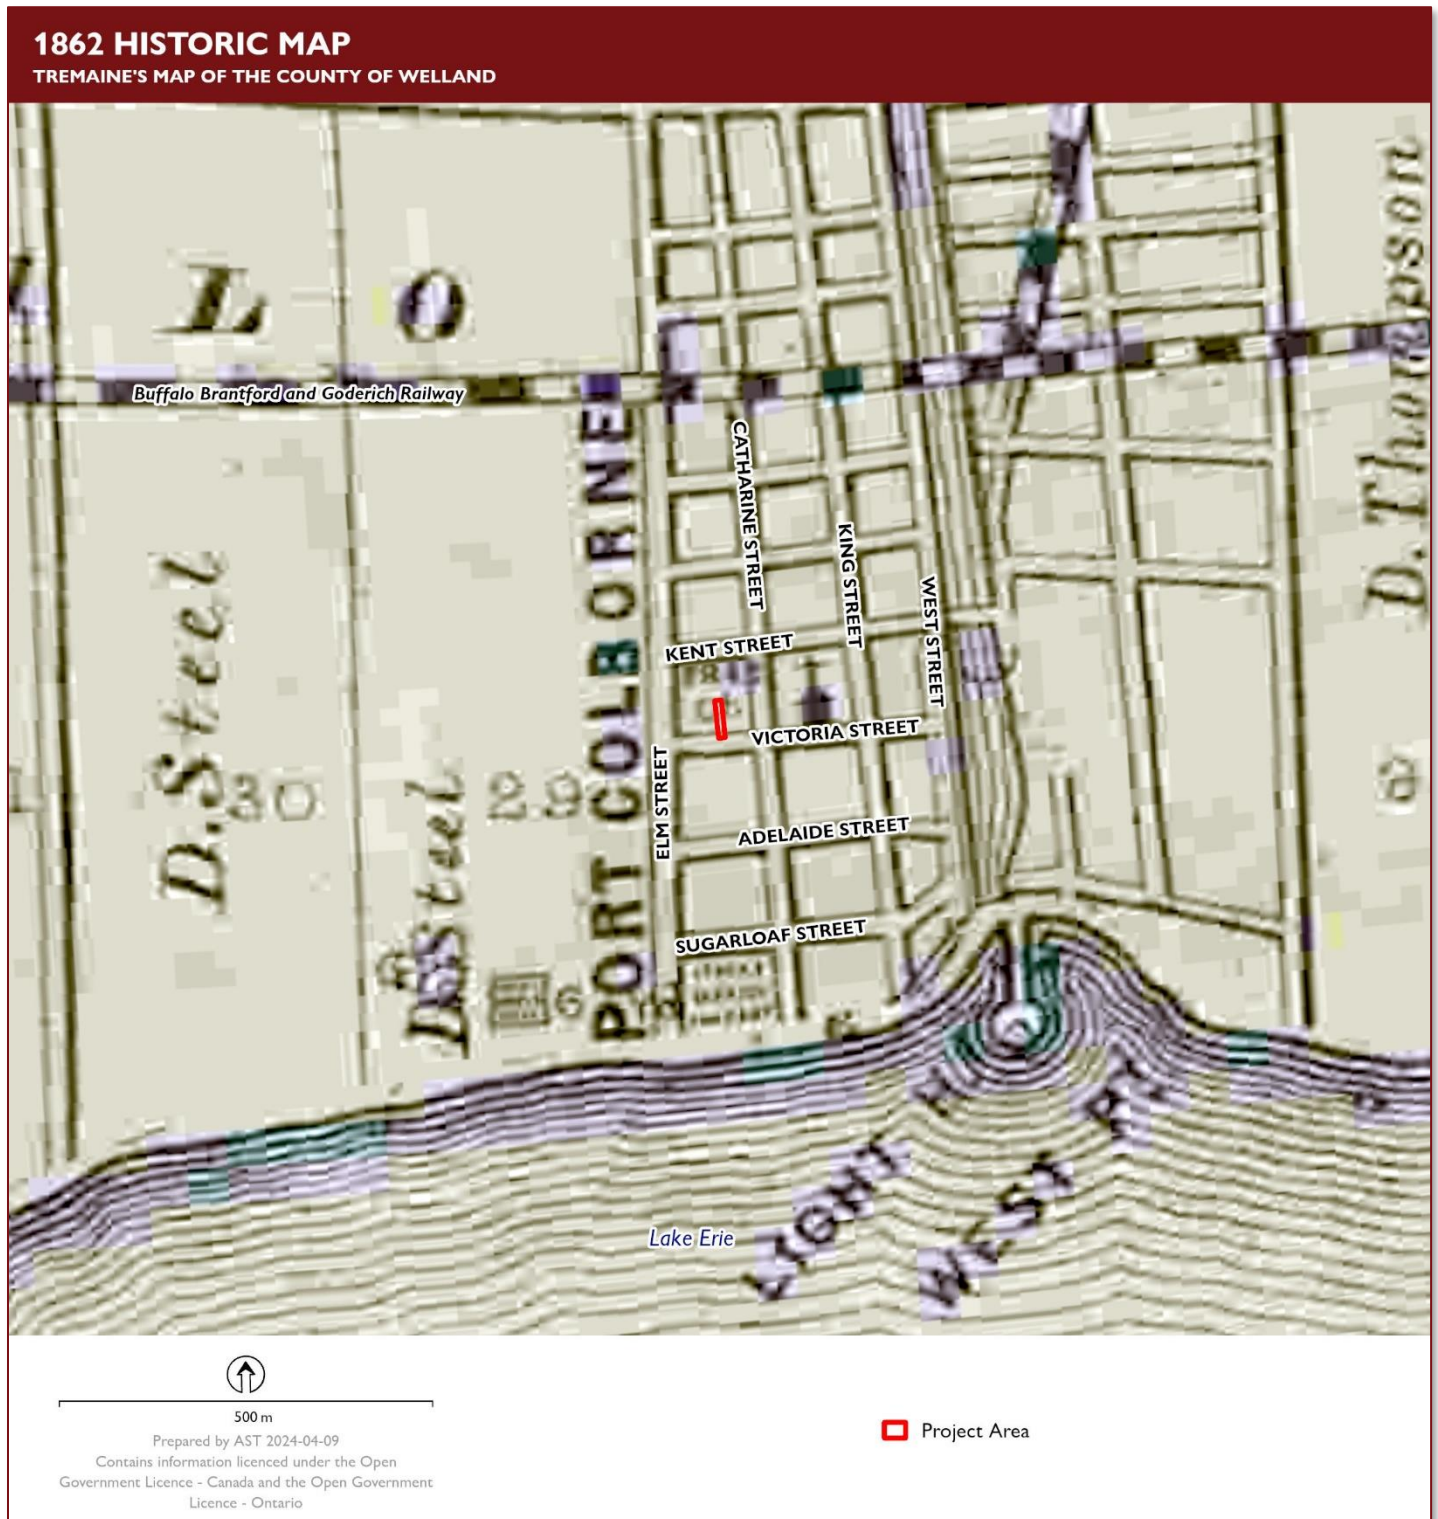 1862 HISTORIC MAP
TREMAINE'S MAP OF THE COUNTY OF WELLAND
L O
D. Thompson
Buffalo Brantford and Goderich Railway
PORT COLBORNE
CATHARINE STREET
KING STREET
WEST STREET
KENT STREET
VICTORIA STREET
ELM STREET
ADELAIDE STREET
SUGARLOAF STREET
D. Street
30
29
Lake Erie
LIGHT
500 m
Prepared by AST 2024-04-09
Contains information licenced under the Open
Government Licence - Canada and the Open Government
Licence - Ontario
Project Area